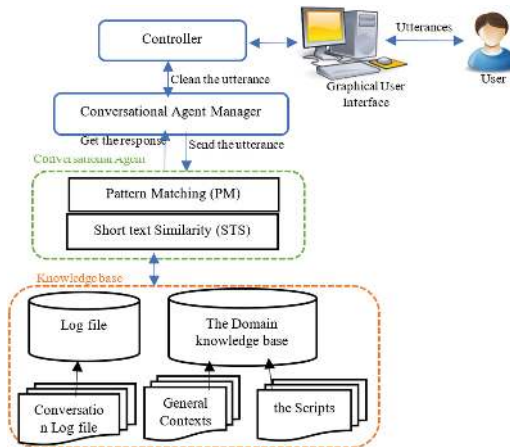 Controller
Utterances
User
Graphical User
Interface
Clean the utterance
Conversational Agent Manager
Get the response
Send the utterance
Conversational Agent
Pattern Matching (PM)
Short text Similarity (STS)
Knowledge base
Log file
The Domain
knowledge base
Conversatio
n Log file
General
Contexts
the Scripts